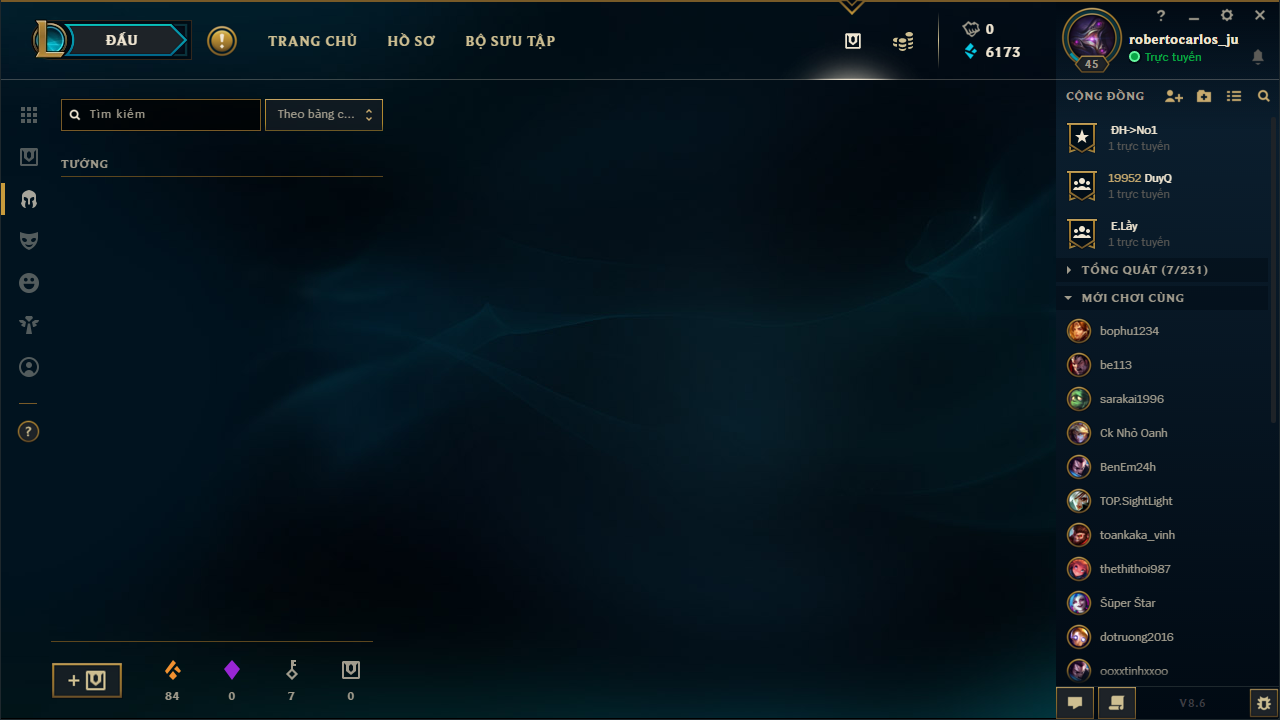 ĐẤU
!
TRANG CHỦ
HỒ SƠ
BỘ SƯU TẬP
0
6173
?
45
robertocarlos_ju
Trực tuyến
Tìm kiếm
Theo bảng c...
TƯỚNG
?
84
0
7
0
CỘNG ĐỒNG
ĐH->No1
1 trực tuyến
19952 DuyQ
1 trực tuyến
E.Lầy
1 trực tuyến
TỔNG QUÁT (7/231)
MỚI CHƠI CÙNG
bophu1234
be113
sarakai1996
Ck Nhỏ Oanh
BenEm24h
TOP.SightLight
toankaka_vinh
thethithoi987
Šüper Štar
dotruong2016
ooxxtinhxxoo
V8.6